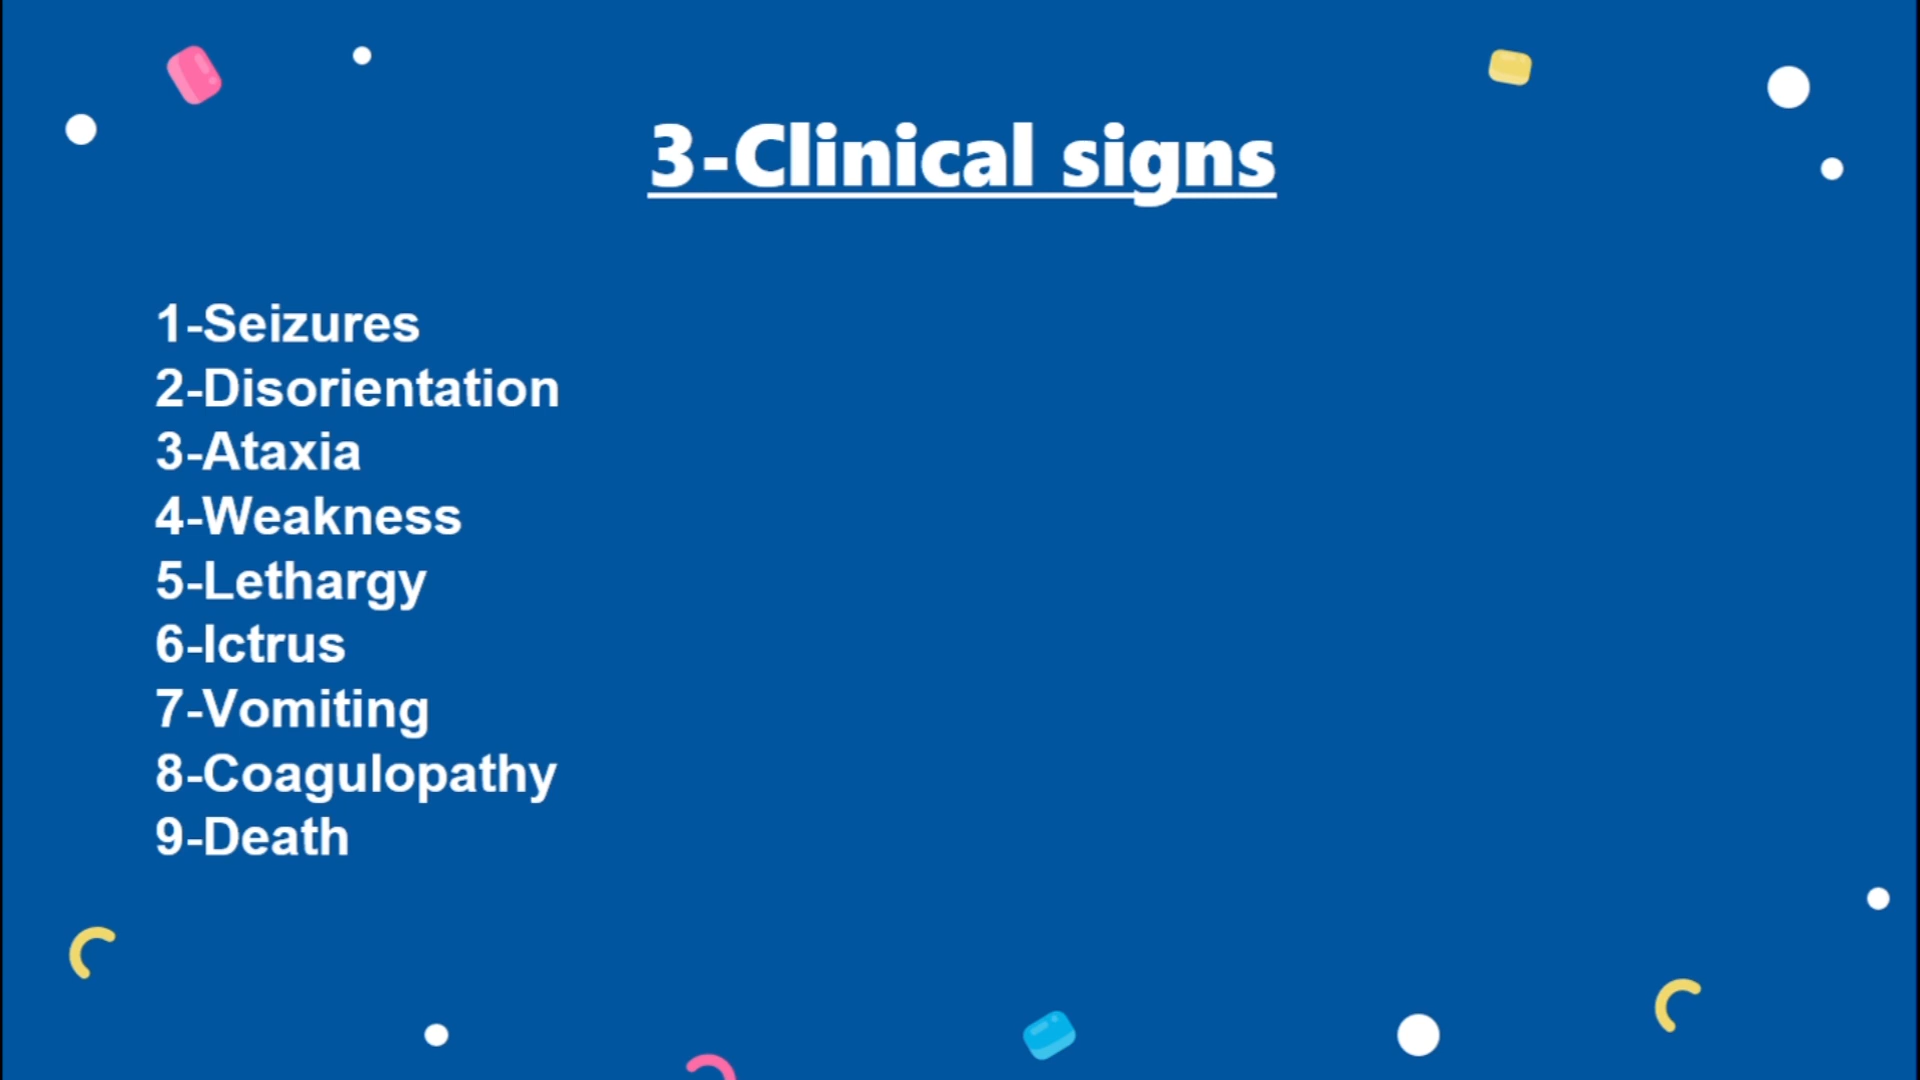 3-Clinical signs
1-Seizures
2-Disorientation
3-Ataxia
4-Weakness
5-Lethargy
6-Ictrus
7-Vomiting
8-Coagulopathy
9-Death